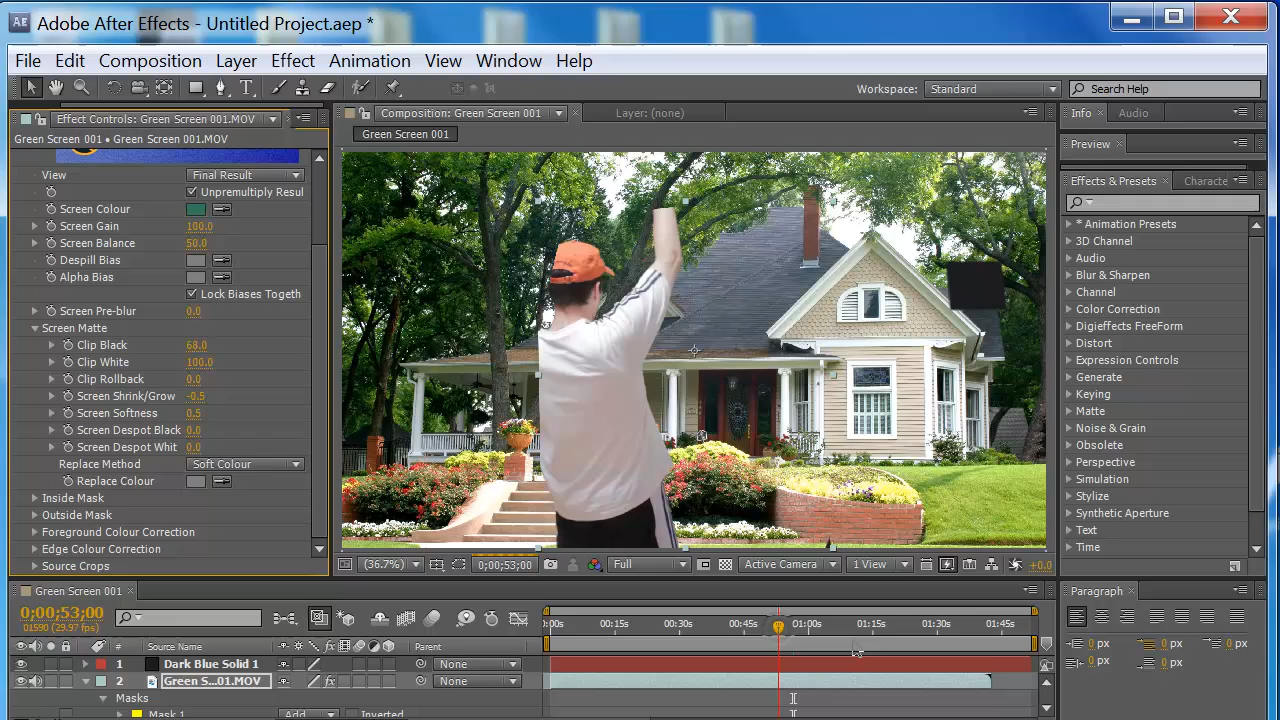 AE Adobe After Effects - Untitled Project.aep *
File Edit Composition Layer Effect Animation View Window Help
Workspace: Standard Search Help
Effect Controls: Green Screen 001.MOV
Composition: Green Screen 001
Layer: (none)
Info Audio
Green Screen 001 • Green Screen 001.MOV
Green Screen 001
Preview
View Final Result
Unpremultiply Resul
Screen Colour
Screen Gain 100.0
Screen Balance 50.0
Despill Bias
Alpha Bias
Lock Biases Togeth
Screen Pre-blur 0.0
Screen Matte
Clip Black 68.0
Clip White 100.0
Clip Rollback 0.0
Screen Shrink/Grow -0.5
Screen Softness 0.5
Screen Despot Black 0.0
Screen Despot Whit 0.0
Replace Method Soft Colour
Replace Colour
Inside Mask
Outside Mask
Foreground Colour Correction
Edge Colour Correction
Source Crops
Effects & Presets Characte
* Animation Presets
3D Channel
Audio
Blur & Sharpen
Channel
Color Correction
Digieffects FreeForm
Distort
Expression Controls
Generate
Keying
Matte
Noise & Grain
Obsolete
Perspective
Simulation
Stylize
Synthetic Aperture
Text
Time
(36.7%) 0;00;53;00 Full Active Camera 1 View +0.0
Green Screen 001
Paragraph
0;00;53;00
01590 (29.97 fps)
:00s 00:15s 00:30s 00:45s 01:00s 01:15s 01:30s 01:45s
# Source Name Parent
1 Dark Blue Solid 1 None
2 Green S...01.MOV None
Masks
Mask 1 Add Inverted
0 px 0 px 0 px
0 px 0 px